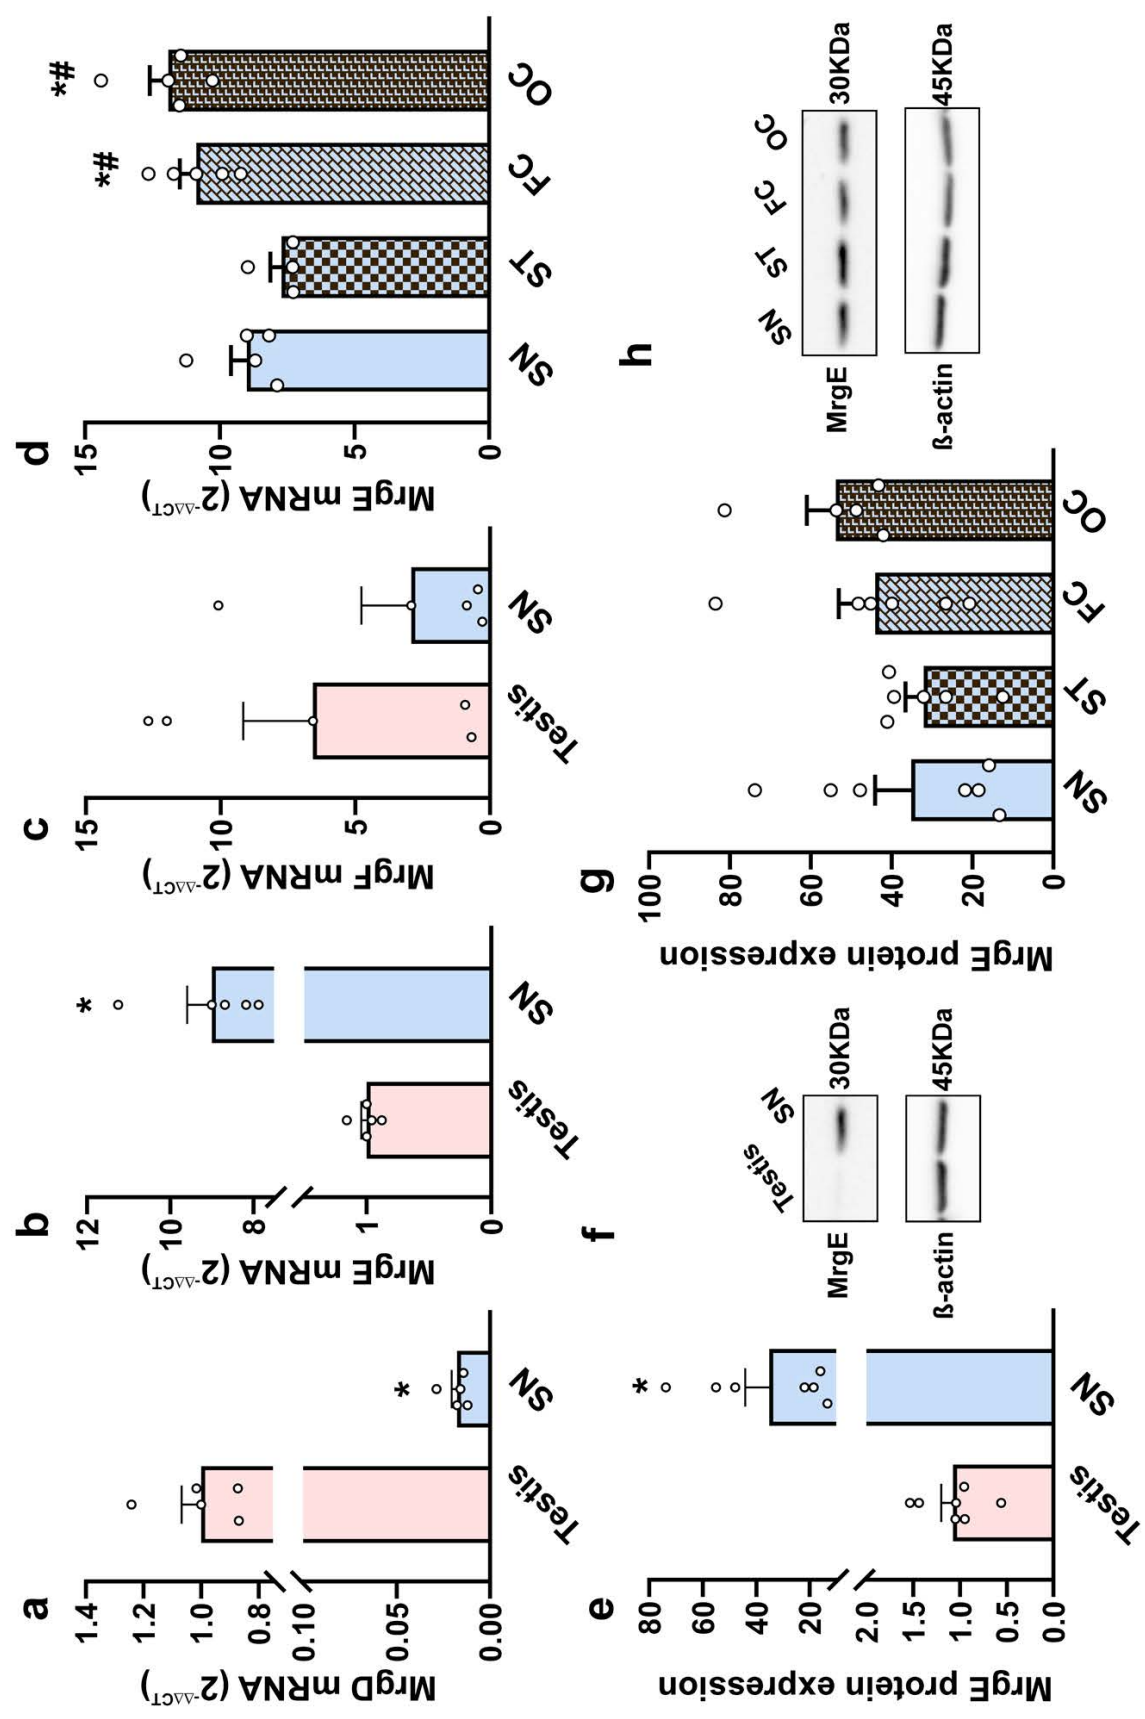 a
MrgD mRNA (2-ΔΔCT)
1.4
1.2
1.0
0.8
0.10
0.05
0.00
*
Testis SN
b
MrgE mRNA (2-ΔΔCT)
12
10
8
1
0
*
Testis SN
c
MrgF mRNA (2-ΔΔCT)
15
10
5
0
Testis SN
d
MrgE mRNA (2-ΔΔCT)
15
10
5
0
*# *#
SN ST FC OC
e
MrgE protein expression
80
60
40
20
2.0
1.5
1.0
0.5
0.0
*
Testis SN
f
Testis SN
MrgE 30KDa
ß-actin 45KDa
g
MrgE protein expression
100
80
60
40
20
0
SN ST FC OC
h
SN ST FC OC
MrgE 30KDa
ß-actin 45KDa